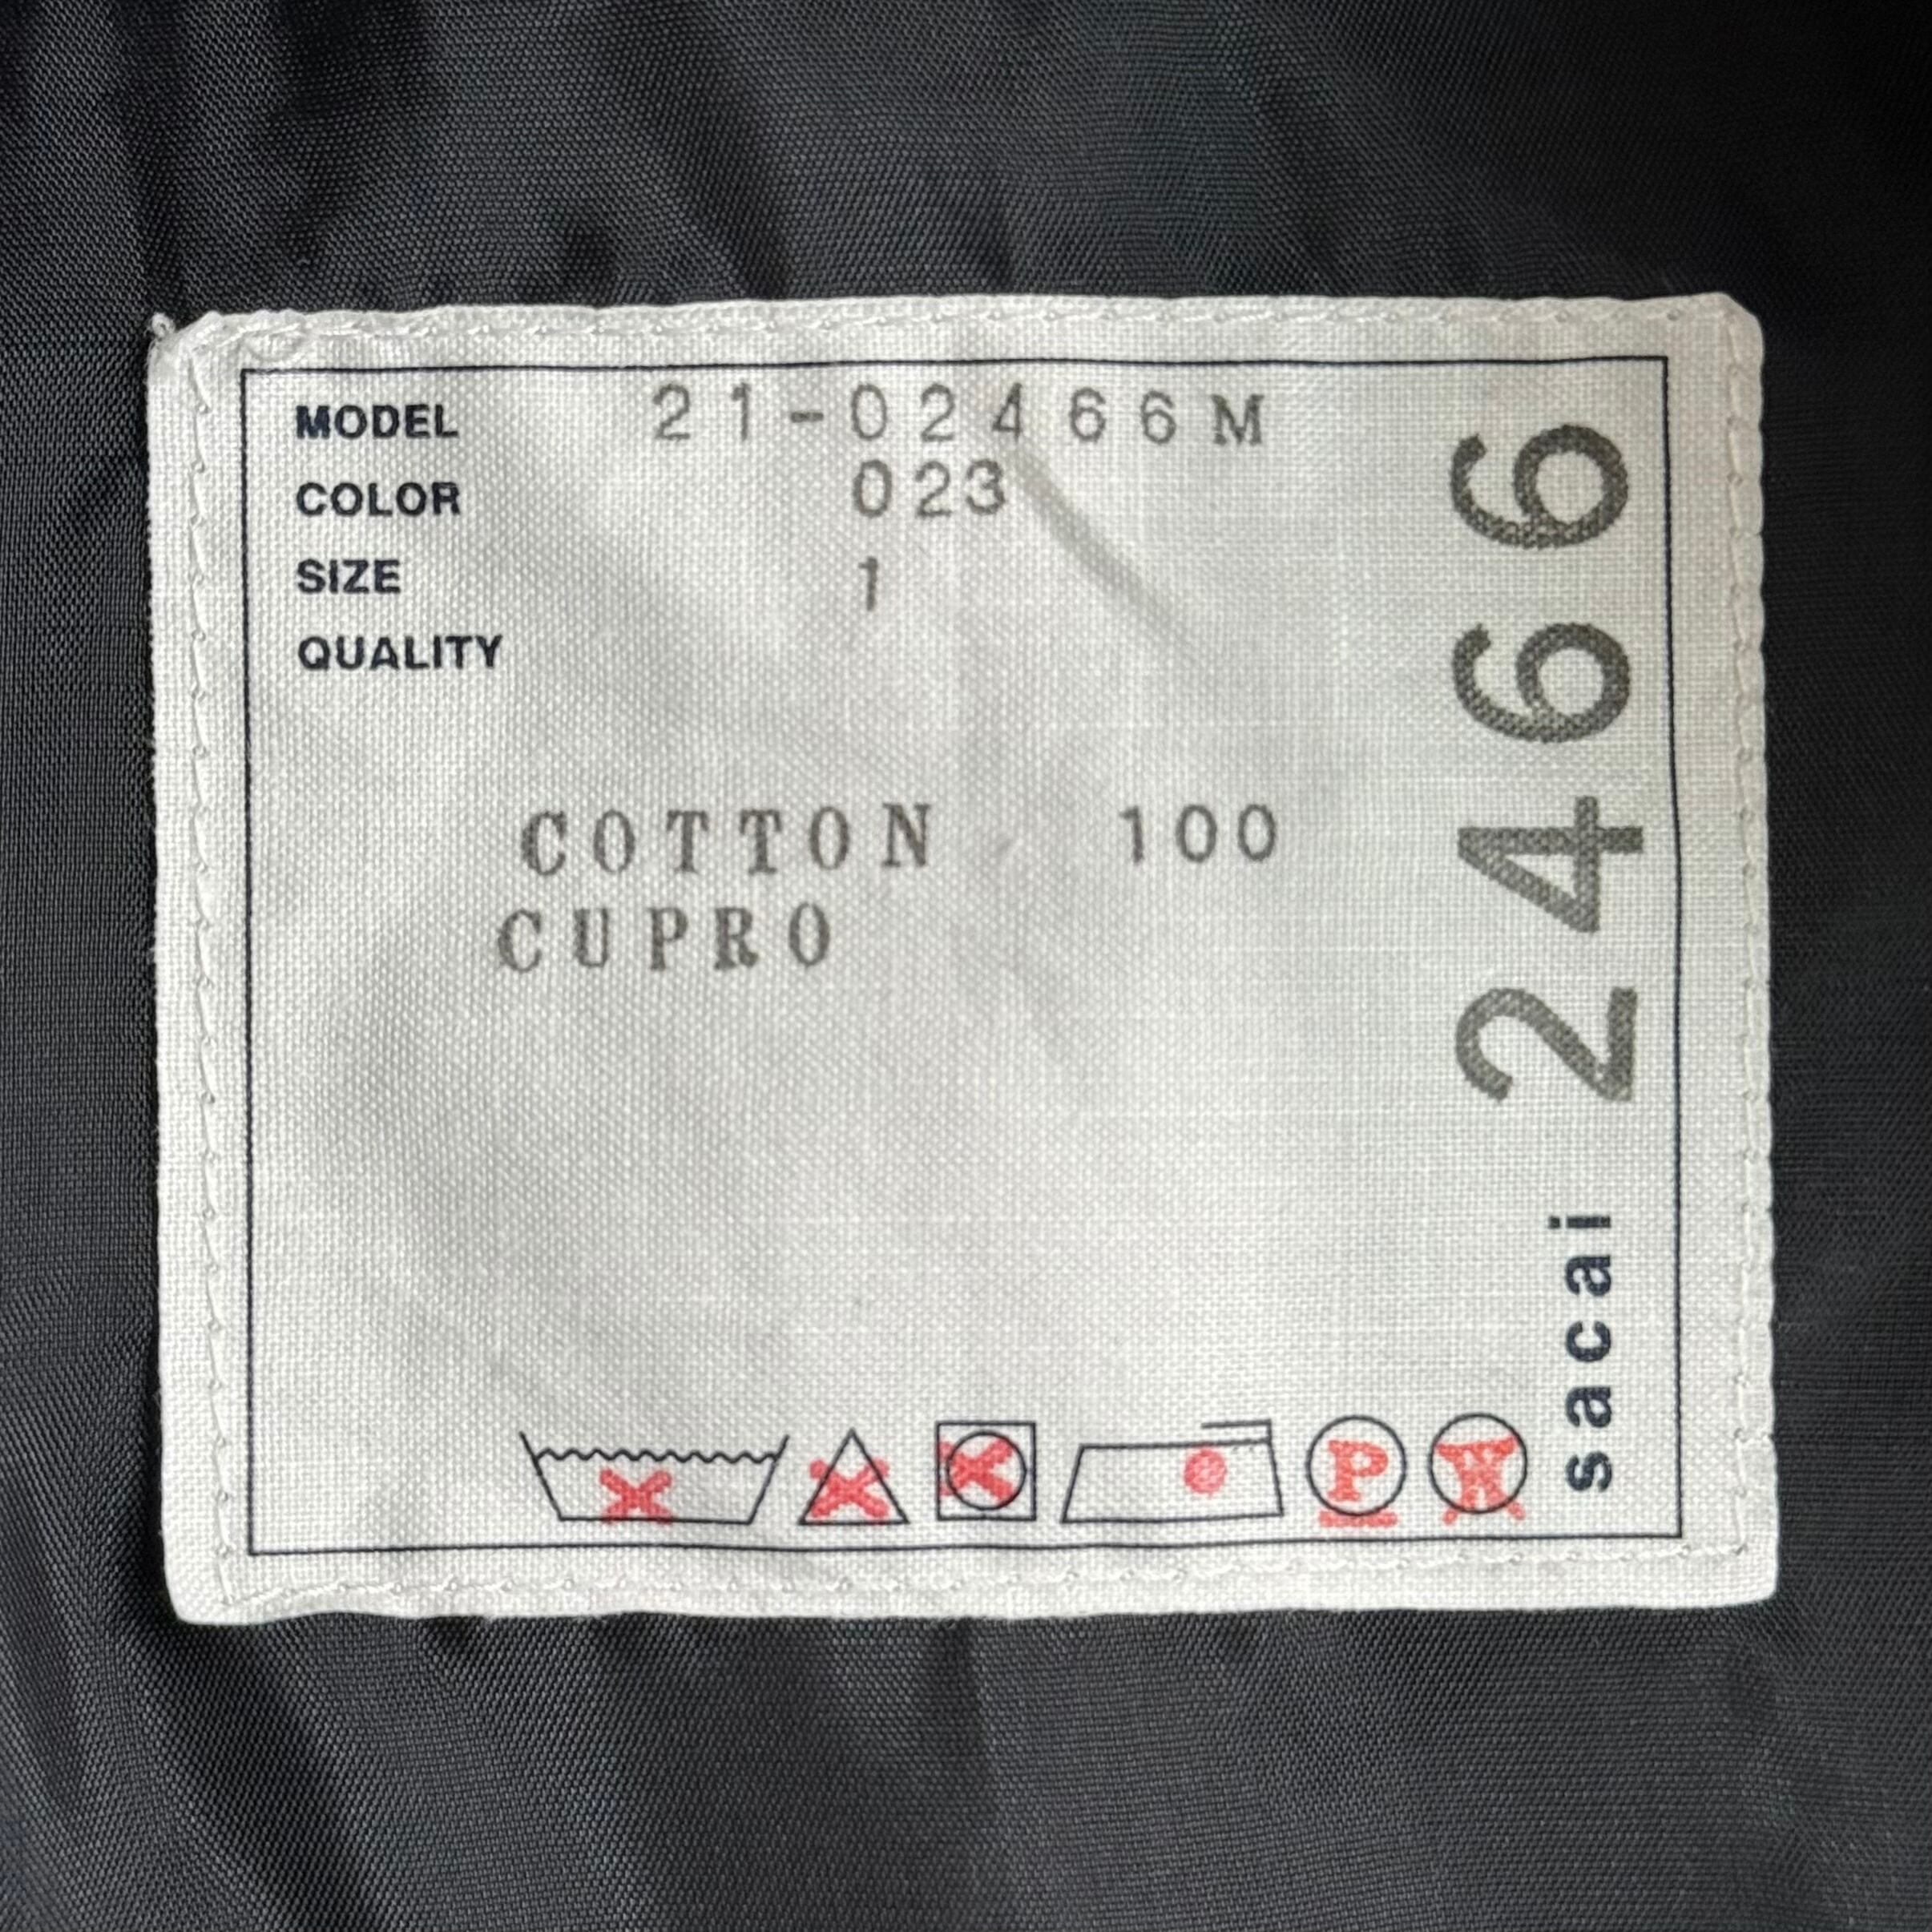 MODEL 21-02466M
COLOR 023
SIZE 1
QUALITY
COTTON 100
CUPRO
P W
sacai 2466